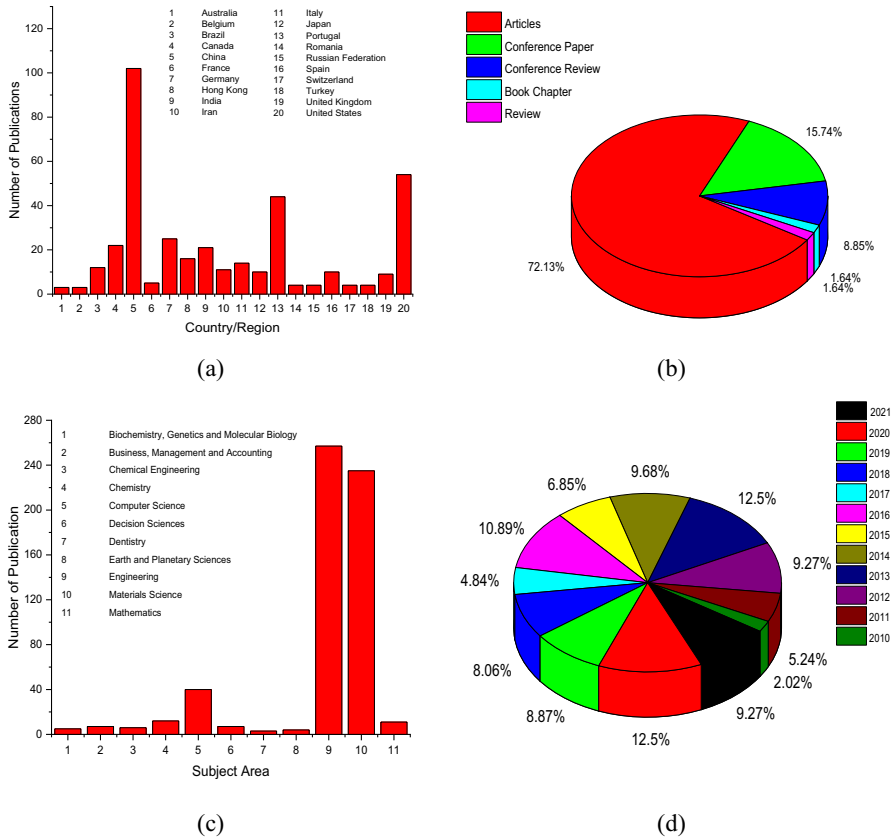 120
100
80
60
40
20
0
Number of Publications
1 Australia 11 Italy
2 Belgium 12 Japan
3 Brazil 13 Portugal
4 Canada 14 Romania
5 China 15 Russian Federation
6 France 16 Spain
7 Germany 17 Switzerland
8 Hong Kong 18 Turkey
9 India 19 United Kingdom
10 Iran 20 United States
1 2 3 4 5 6 7 8 9 10 11 12 13 14 15 16 17 18 19 20
Country/Region
(a)
Articles
Conference Paper
Conference Review
Book Chapter
Review
15.74%
8.85%
1.64%
1.64%
72.13%
(b)
280
240
200
160
120
80
40
0
Number of Publication
1 Biochemistry, Genetics and Molecular Biology
2 Business, Management and Accounting
3 Chemical Engineering
4 Chemistry
5 Computer Science
6 Decision Sciences
7 Dentistry
8 Earth and Planetary Sciences
9 Engineering
10 Materials Science
11 Mathematics
1 2 3 4 5 6 7 8 9 10 11
Subject Area
(c)
2021
2020
2019
2018
2017
2016
2015
2014
2013
2012
2011
2010
9.68%
6.85%
12.5%
10.89%
9.27%
4.84%
5.24%
8.06%
2.02%
8.87%
9.27%
12.5%
(d)